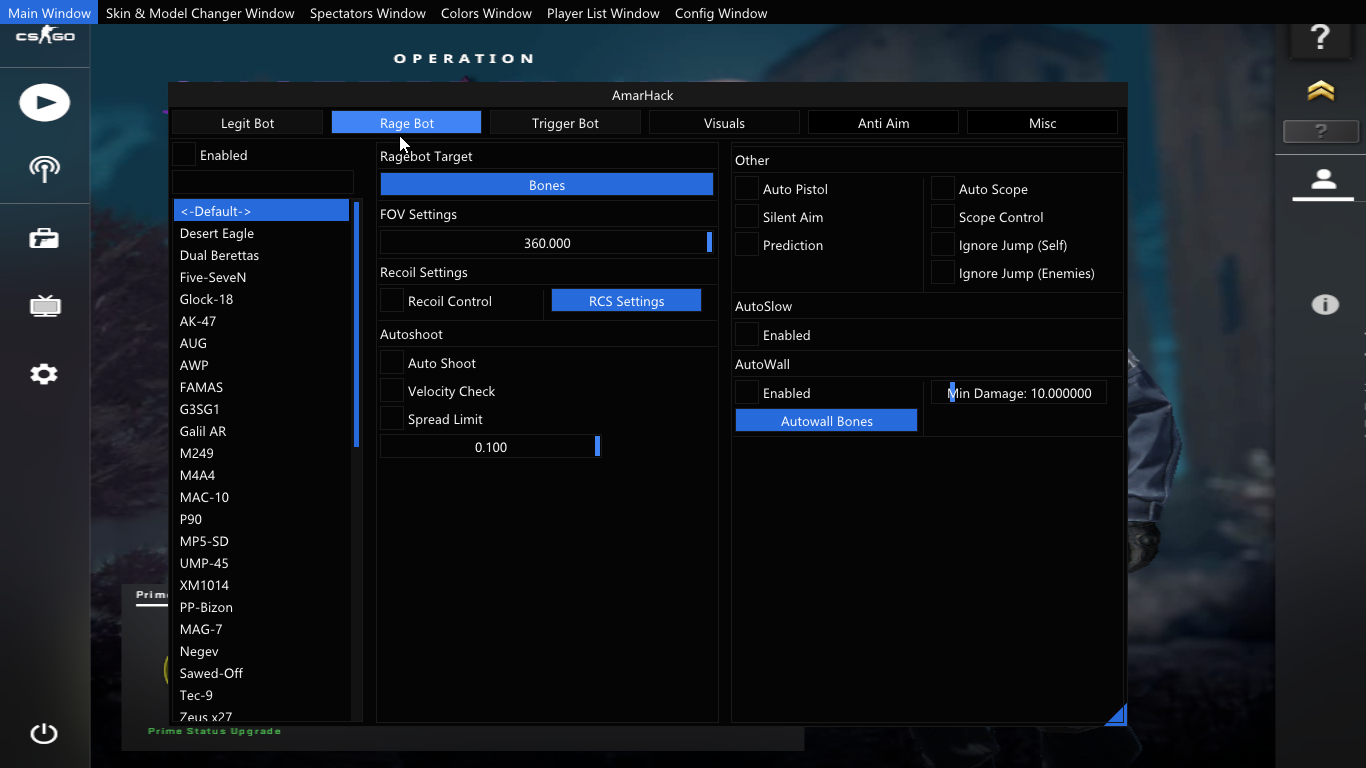 Main Window Skin & Model Changer Window Spectators Window Colors Window Player List Window Config Window
CS:GO
OPERATION
?
?
AmarHack
Legit Bot Rage Bot Trigger Bot Visuals Anti Aim Misc
Enabled
<-Default->
Desert Eagle
Dual Berettas
Five-SeveN
Glock-18
AK-47
AUG
AWP
FAMAS
G3SG1
Galil AR
M249
M4A4
MAC-10
P90
MP5-SD
UMP-45
XM1014
PP-Bizon
MAG-7
Negev
Sawed-Off
Tec-9
Zeus x27
Ragebot Target
Bones
FOV Settings
360.000
Recoil Settings
Recoil Control RCS Settings
Autoshoot
Auto Shoot
Velocity Check
Spread Limit
0.100
Other
Auto Pistol Auto Scope
Silent Aim Scope Control
Prediction Ignore Jump (Self)
Ignore Jump (Enemies)
AutoSlow
Enabled
AutoWall
Enabled Min Damage: 10.000000
Autowall Bones
Prime Status Upgrade